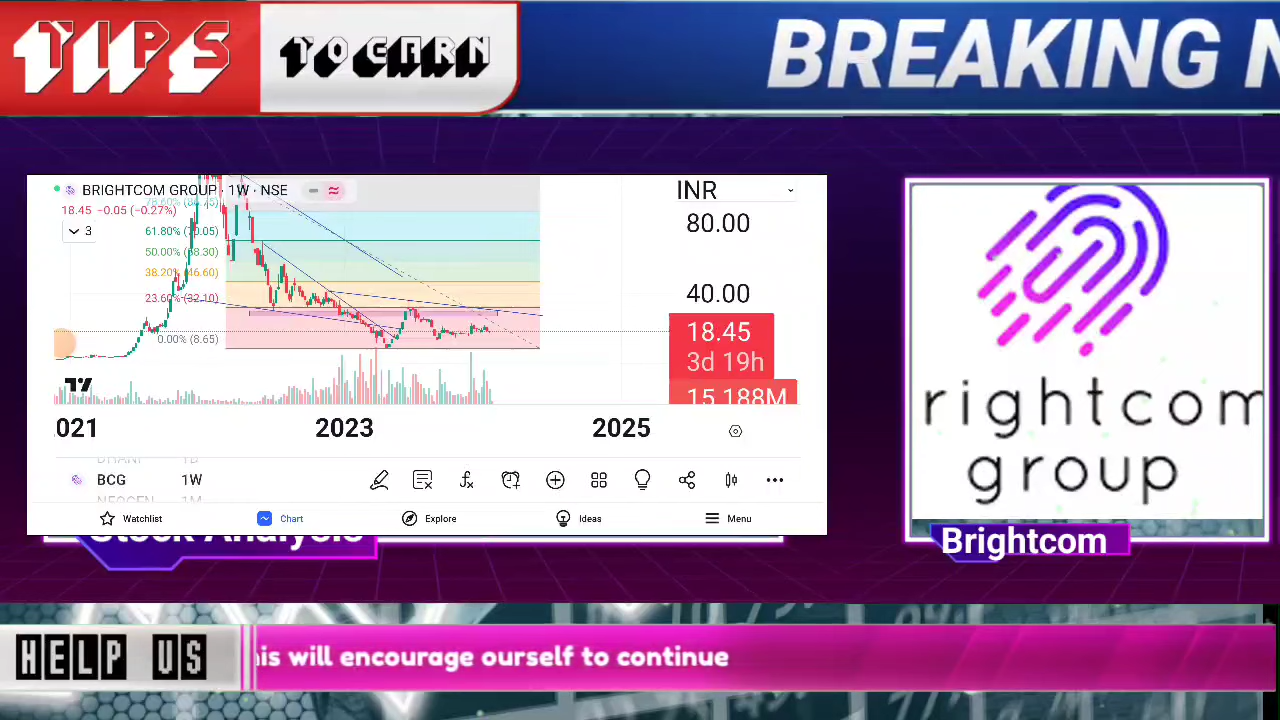 TIPS
TO EARN
BREAKING N
BRIGHTCOM GROUP · 1W · NSE
INR
18.45 −0.05 (−0.27%)
80.00
3
61.80% (70.05)
50.00% (58.30)
38.20% (46.60)
40.00
23.60% (32.10)
18.45
3d 19h
0.00% (8.65)
15.188M
021
2023
2025
BCG
1W
Watchlist
Chart
Explore
Ideas
Menu
rightcom
group
Stock Analysis
Brightcom
HELP US
his will encourage ourself to continue